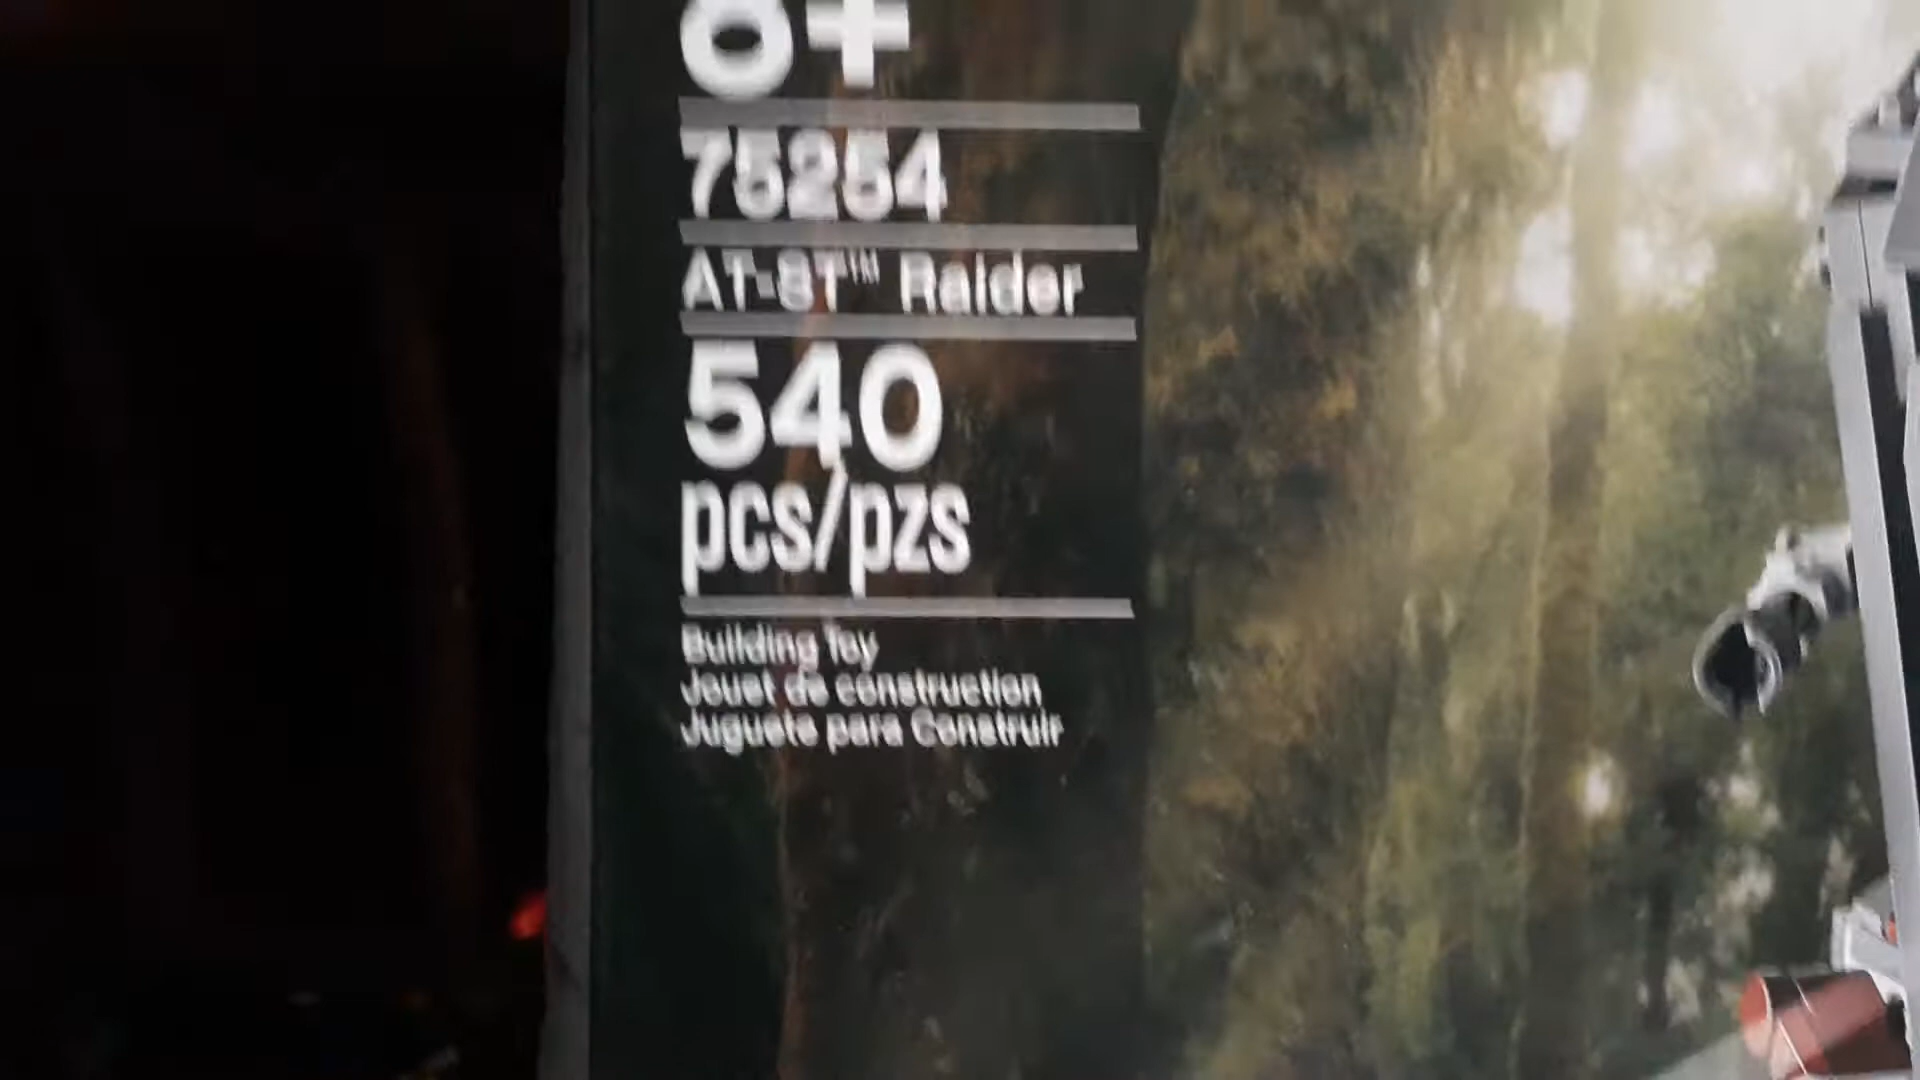 8+
75254
AT-ST™ Raider
540
pcs/pzs
Building Toy
Jouet de construction
Juguete para Construir